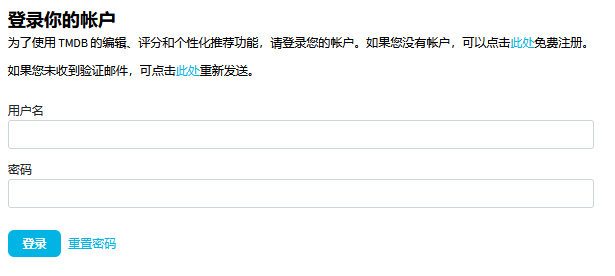 登录你的帐户
为了使用 TMDB 的编辑、评分和个性化推荐功能，请登录您的帐户。如果您没有帐户，可以点击此处免费注册。
如果您未收到验证邮件，可点击此处重新发送。
用户名
密码
登录 重置密码